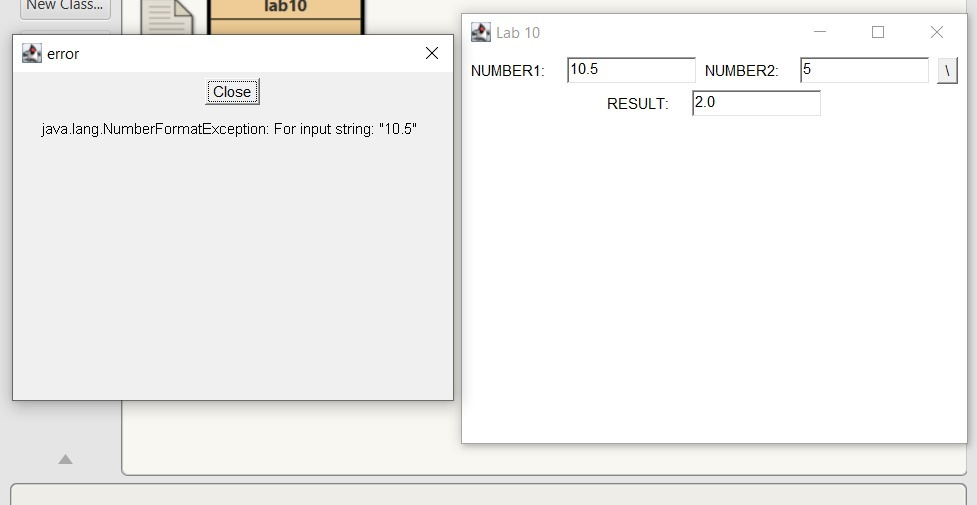 New Class...
lab10
error
Close
java.lang.NumberFormatException: For input string: "10.5"
Lab 10
NUMBER1: 10.5 NUMBER2: 5 \
RESULT: 2.0